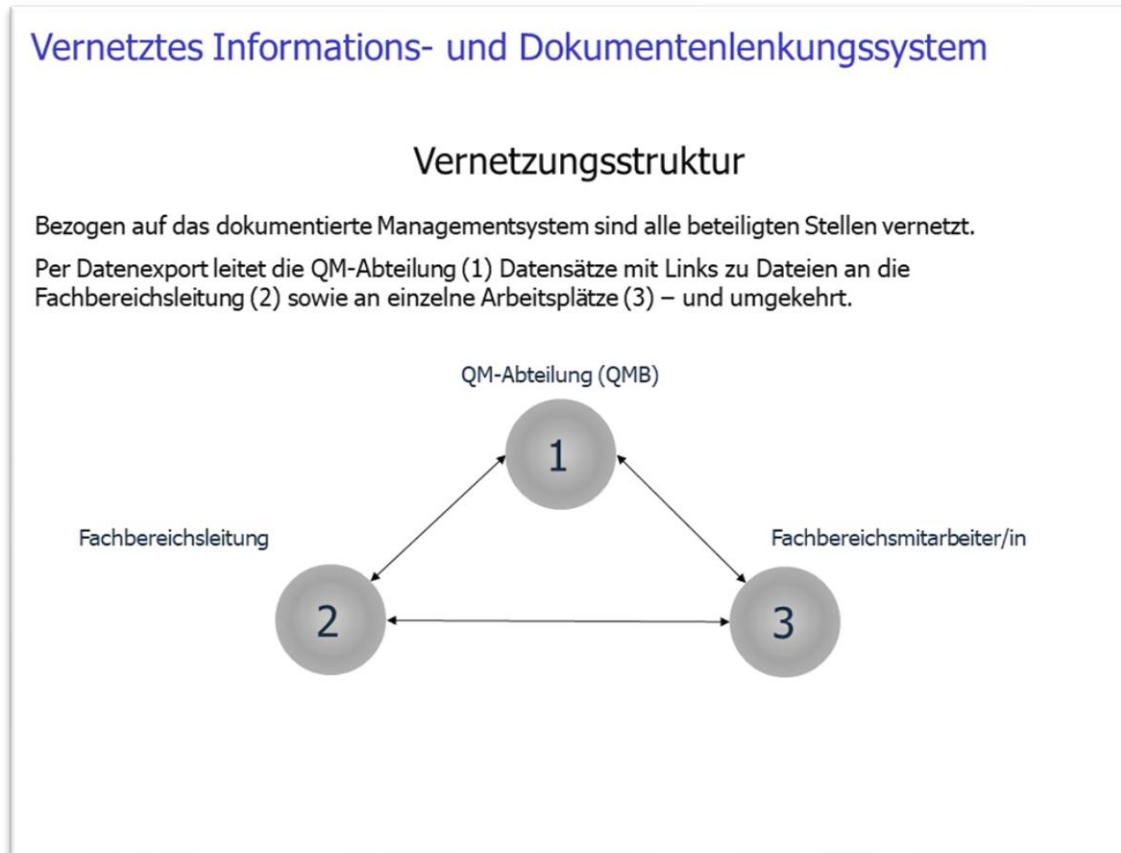 Vernetztes Informations- und Dokumentenlenkungssystem
Vernetzungsstruktur
Bezogen auf das dokumentierte Managementsystem sind alle beteiligten Stellen vernetzt.
Per Datenexport leitet die QM-Abteilung (1) Datensätze mit Links zu Dateien an die
Fachbereichsleitung (2) sowie an einzelne Arbeitsplätze (3) – und umgekehrt.
QM-Abteilung (QMB)
1
Fachbereichsleitung
Fachbereichsmitarbeiter/in
2
3